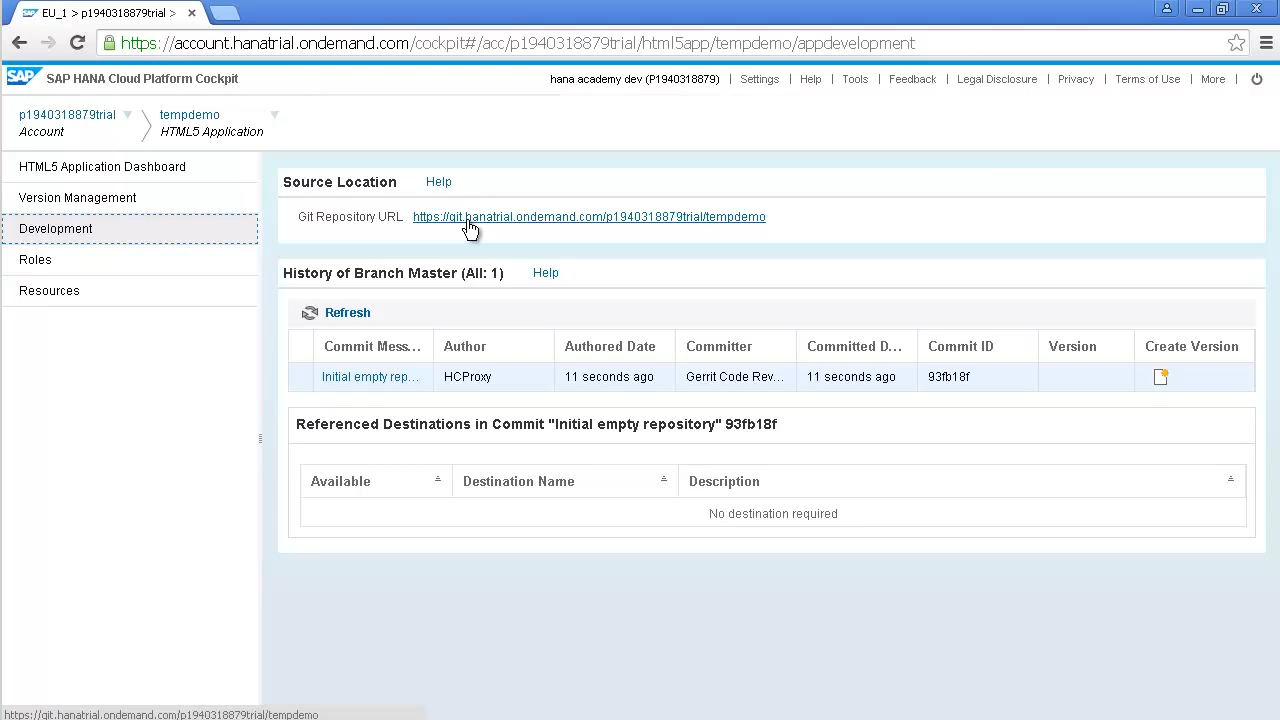 EU_1 > p1940318879trial >
https://account.hanatrial.ondemand.com/cockpit#/acc/p1940318879trial/html5app/tempdemo/appdevelopment
SAP SAP HANA Cloud Platform Cockpit
hana academy dev (P1940318879) | Settings | Help | Tools | Feedback | Legal Disclosure | Privacy | Terms of Use | More |
p1940318879trial tempdemo
Account HTML5 Application
HTML5 Application Dashboard
Version Management
Development
Roles
Resources
Source Location Help
Git Repository URL https://git.hanatrial.ondemand.com/p1940318879trial/tempdemo
History of Branch Master (All: 1) Help
Refresh
Commit Mess... Author Authored Date Committer Committed D... Commit ID Version Create Version
Initial empty rep... HCProxy 11 seconds ago Gerrit Code Rev... 11 seconds ago 93fb18f
Referenced Destinations in Commit "Initial empty repository" 93fb18f
Available Destination Name Description
No destination required
https://git.hanatrial.ondemand.com/p1940318879trial/tempdemo